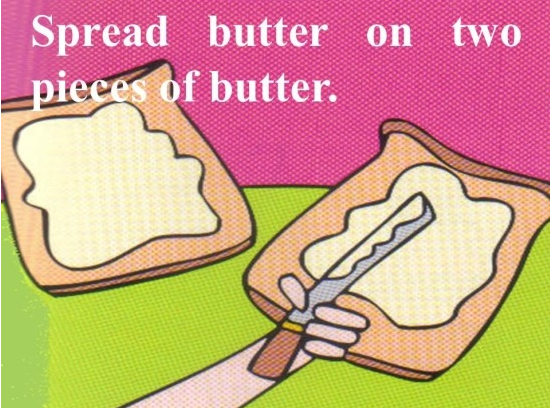 Spread butter on two
pieces of butter.